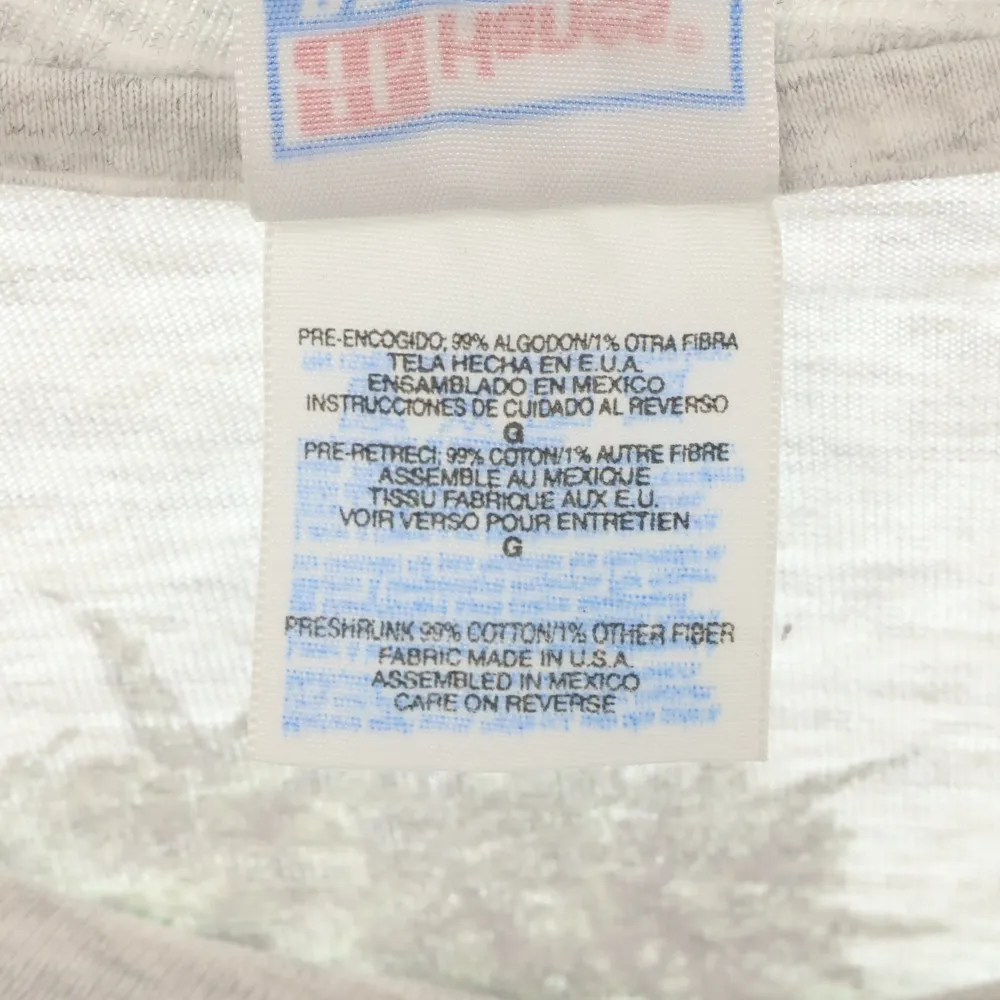 House
PRE-ENCOGIDO; 99% ALGODON/1% OTRA FIBRA
TELA HECHA EN E.U.A.
ENSAMBLADO EN MEXICO
INSTRUCCIONES DE CUIDADO AL REVERSO
G
PRE-RETRECI; 99% COTON/1% AUTRE FIBRE
ASSEMBLE AU MEXIQUE
TISSU FABRIQUE AUX E.U.
VOIR VERSO POUR ENTRETIEN
G
PRESHRUNK 99% COTTON/1% OTHER FIBER
FABRIC MADE IN U.S.A.
ASSEMBLED IN MEXICO
CARE ON REVERSE